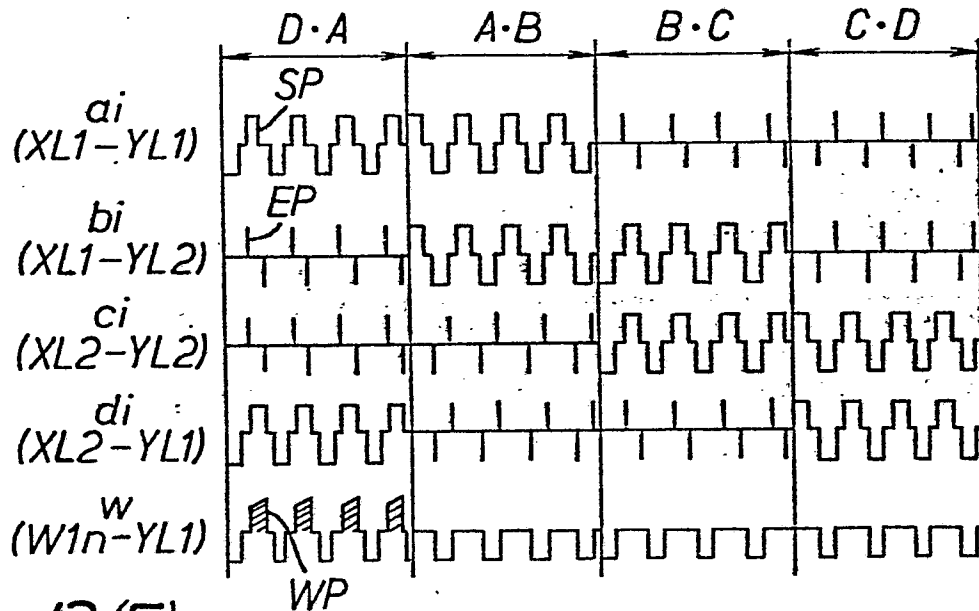 D·A A·B B·C C·D
SP
ai
(XL1-YL1)
EP
bi
(XL1-YL2)
ci
(XL2-YL2)
di
(XL2-YL1)
w
(W1n-YL1)
WP